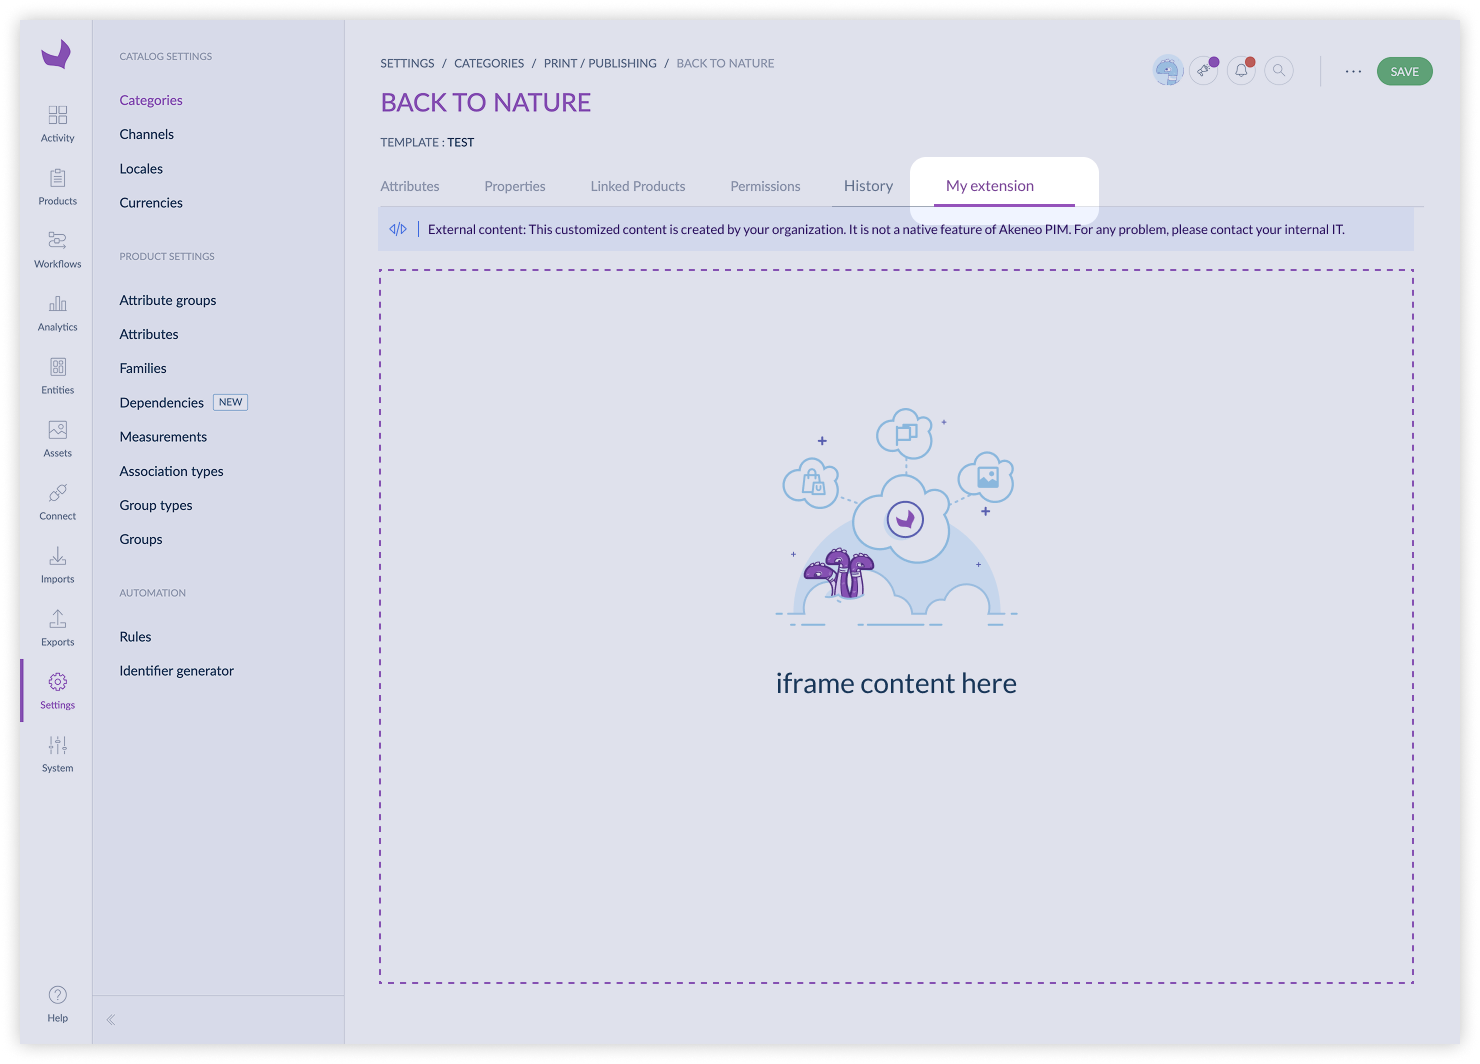 Activity
Products
Workflows
Analytics
Entities
Assets
Connect
Imports
Exports
Settings
System
Help
CATALOG SETTINGS
Categories
Channels
Locales
Currencies
PRODUCT SETTINGS
Attribute groups
Attributes
Families
Dependencies NEW
Measurements
Association types
Group types
Groups
AUTOMATION
Rules
Identifier generator
SETTINGS / CATEGORIES / PRINT / PUBLISHING / BACK TO NATURE
SAVE
BACK TO NATURE
TEMPLATE : TEST
Attributes Properties Linked Products Permissions History My extension
External content: This customized content is created by your organization. It is not a native feature of Akeneo PIM. For any problem, please contact your internal IT.
iframe content here